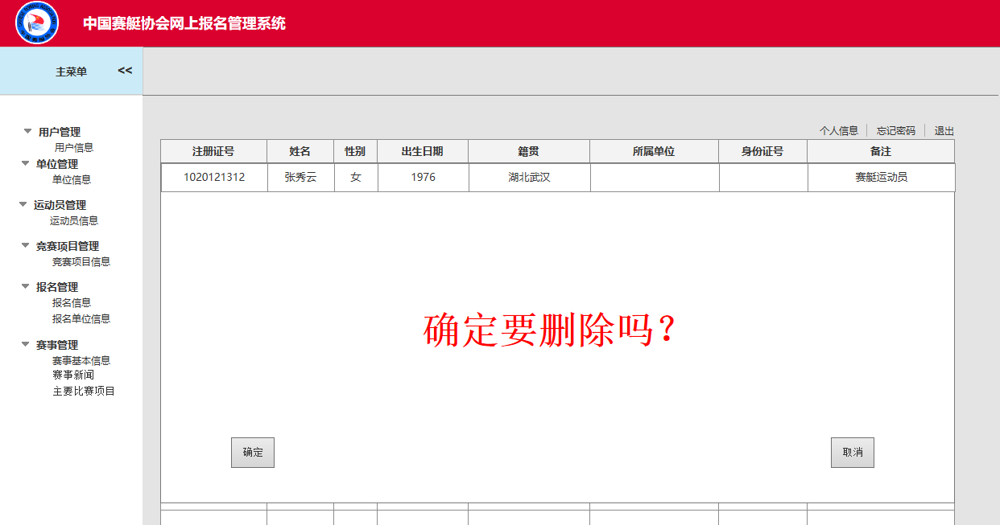 中国赛艇协会网上报名管理系统
主菜单 <<
个人信息 忘记密码 退出
用户管理
用户信息
单位管理
单位信息
运动员管理
运动员信息
竞赛项目管理
竞赛项目信息
报名管理
报名信息
报名单位信息
赛事管理
赛事基本信息
赛事新闻
主要比赛项目
注册证号 姓名 性别 出生日期 籍贯 所属单位 身份证号 备注
1020121312 张秀云 女 1976 湖北武汉 赛艇运动员
确定要删除吗？
确定 取消